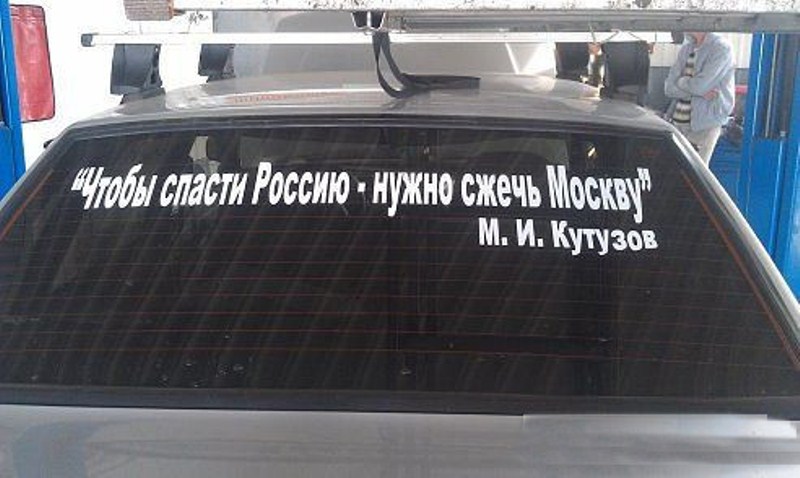 “Чтобы спасти Россию - нужно сжечь Москву”
М. И. Кутузов